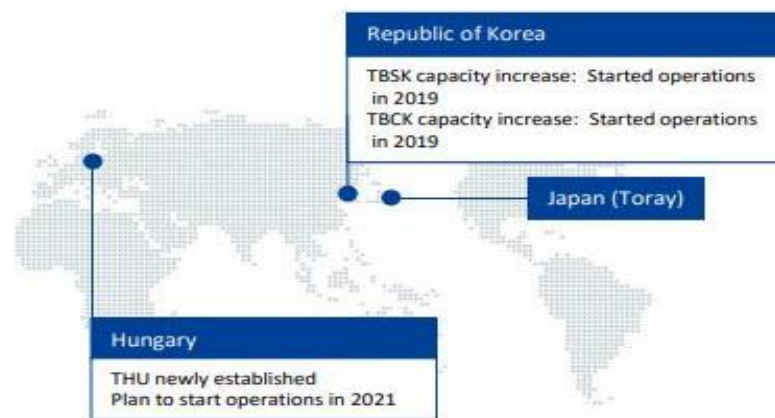 Republic of Korea
TBSK capacity increase: Started operations
in 2019
TBCK capacity increase: Started operations
in 2019
Japan (Toray)
Hungary
THU newly established
Plan to start operations in 2021